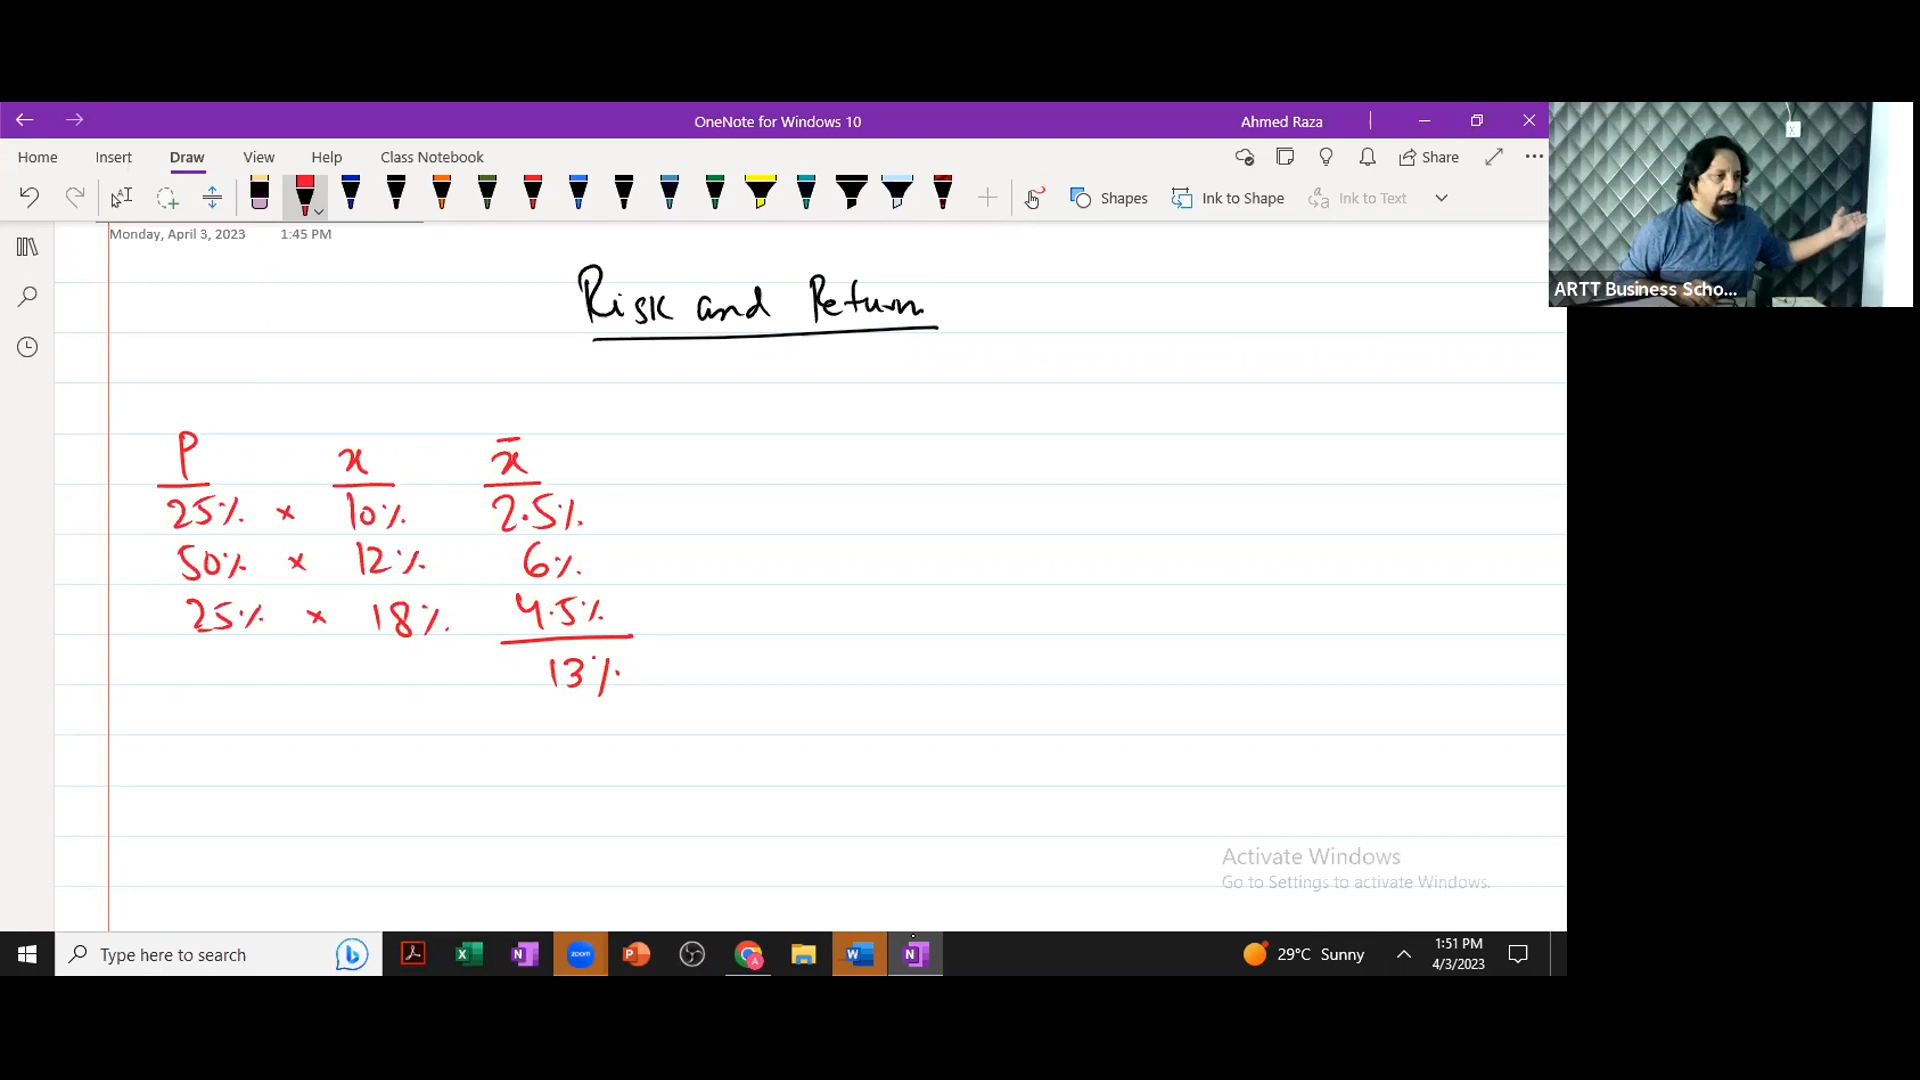 OneNote for Windows 10
Ahmed Raza
Home Insert Draw View Help Class Notebook
Share
Shapes Ink to Shape Ink to Text
Monday, April 3, 2023 1:45 PM
ARTT Business Scho...
Risk and Return
P x x̄
25% × 10% 2.5%
50% × 12% 6%
25% × 18% 4.5%
13%
Activate Windows
Go to Settings to activate Windows.
Type here to search
zoom
29°C Sunny
1:51 PM
4/3/2023